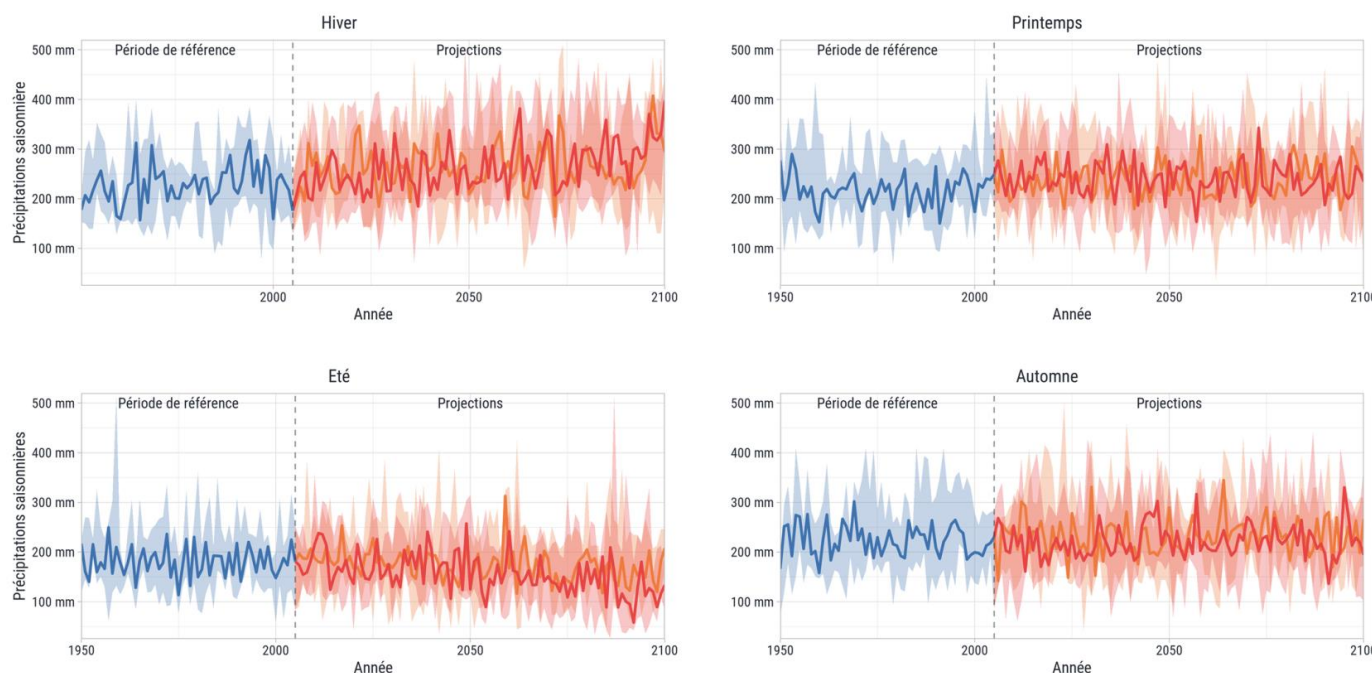 Hiver
Période de référence
Projections
500 mm
400 mm
300 mm
200 mm
100 mm
Précipitations saisonnière
2000
2050
2100
Année
Printemps
Période de référence
Projections
500 mm
400 mm
300 mm
200 mm
100 mm
1950
2000
2050
2100
Année
Eté
Période de référence
Projections
500 mm
400 mm
300 mm
200 mm
100 mm
Précipitations saisonnières
1950
2000
2050
2100
Année
Automne
Période de référence
Projections
500 mm
400 mm
300 mm
200 mm
100 mm
1950
2000
2050
2100
Année